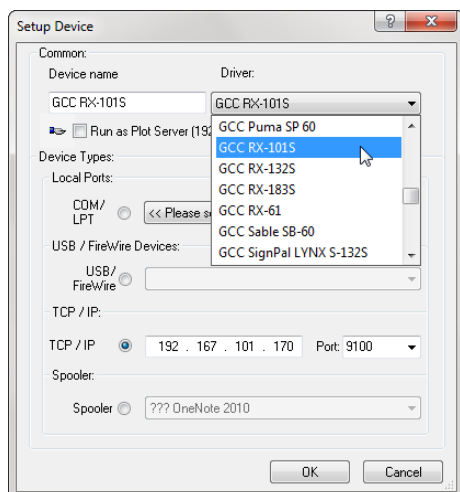 Setup Device
Common:
Device name Driver:
GCC RX-101S GCC RX-101S
Run as Plot Server (192
GCC Puma SP 60
GCC RX-101S
GCC RX-132S
GCC RX-183S
GCC RX-61
GCC Sable SB-60
GCC SignPal LYNX S-132S
Device Types:
Local Ports:
COM/
LPT << Please s
USB / FireWire Devices:
USB/
FireWire
TCP / IP:
TCP / IP 192 . 167 . 101 . 170 Port: 9100
Spooler:
Spooler ??? OneNote 2010
OK Cancel